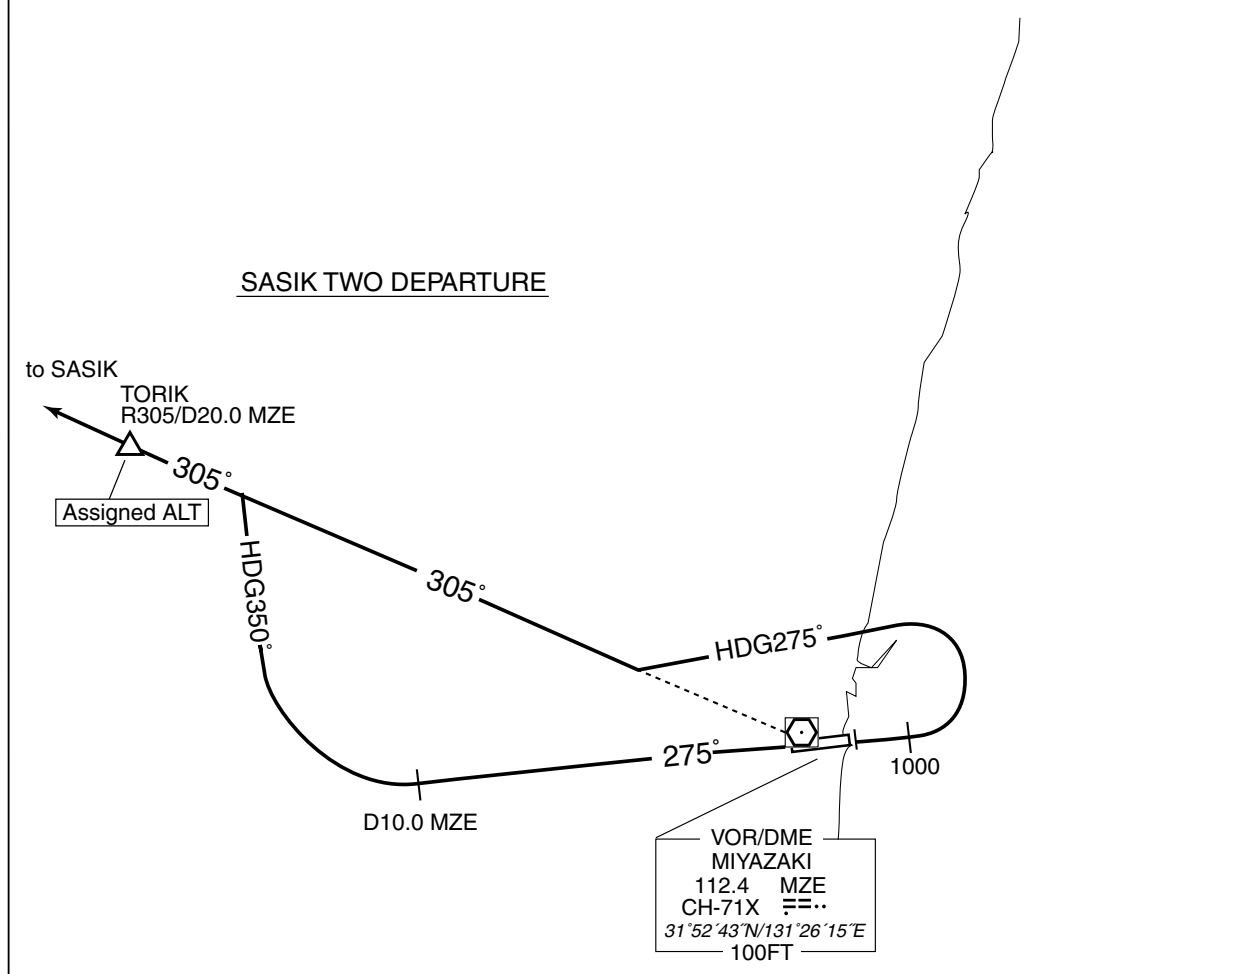 SASIK TWO DEPARTURE
to SASIK
TORIK
R305/D20.0 MZE
305°
Assigned ALT
HDG350°
305°
HDG275°
275°
1000
D10.0 MZE
VOR/DME
MIYAZAKI
112.4 MZE
CH-71X
31°52′43″N/131°26′15″E
100FT